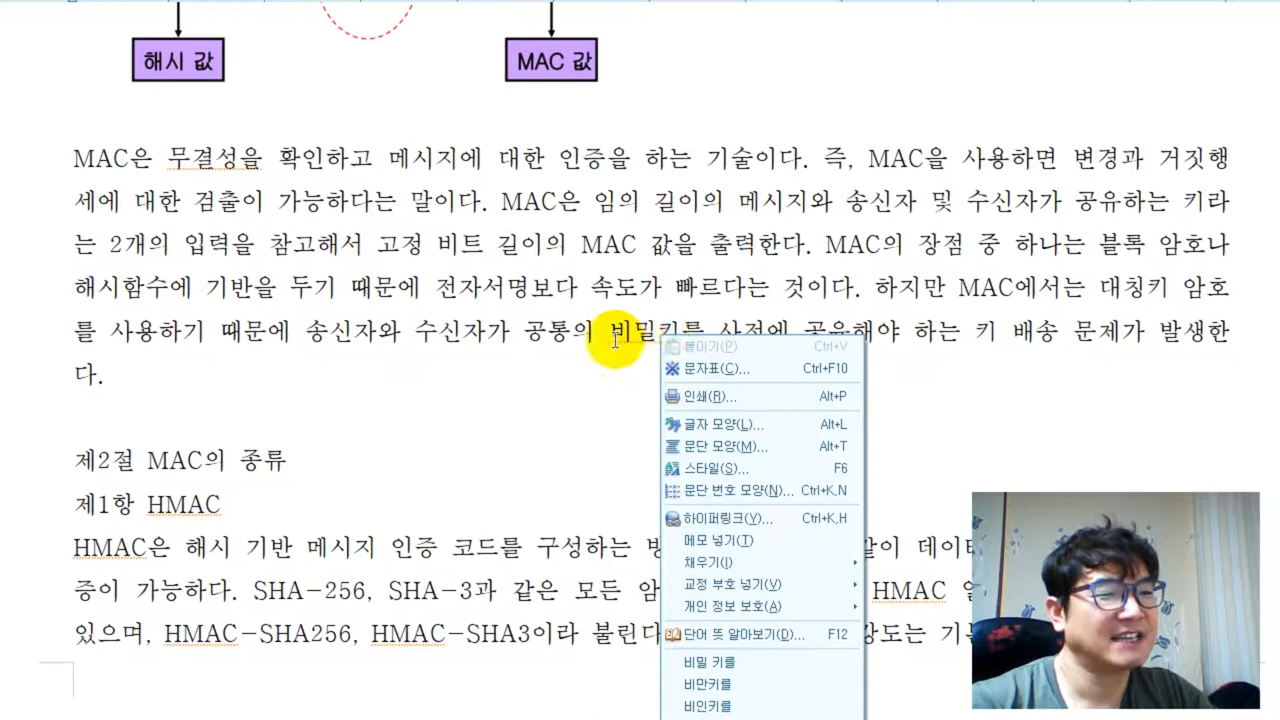 해시 값
MAC 값
MAC은 무결성을 확인하고 메시지에 대한 인증을 하는 기술이다. 즉, MAC을 사용하면 변경과 거짓행
세에 대한 검출이 가능하다는 말이다. MAC은 임의 길이의 메시지와 송신자 및 수신자가 공유하는 키라
는 2개의 입력을 참고해서 고정 비트 길이의 MAC 값을 출력한다. MAC의 장점 중 하나는 블록 암호나
해시함수에 기반을 두기 때문에 전자서명보다 속도가 빠르다는 것이다. 하지만 MAC에서는 대칭키 암호
를 사용하기 때문에 송신자와 수신자가 공통의 비밀키를 사전에 공유해야 하는 키 배송 문제가 발생한
다.
붙이기(P) Ctrl+V
문자표(C)... Ctrl+F10
인쇄(R)... Alt+P
글자 모양(L)... Alt+L
문단 모양(M)... Alt+T
스타일(S)... F6
문단 번호 모양(N)... Ctrl+K,N
하이퍼링크(Y)... Ctrl+K,H
메모 넣기(T)
채우기(I)
교정 부호 넣기(V)
개인 정보 보호(A)
단어 뜻 알아보기(D)... F12
비밀 키를
비만키를
비인키를
제2절 MAC의 종류
제1항 HMAC
HMAC은 해시 기반 메시지 인증 코드를 구성하는 같이
증이 가능하다. SHA-256, SHA-3과 같은 모든 HMAC
있으며, HMAC-SHA256, HMAC-SHA3이라 불린다